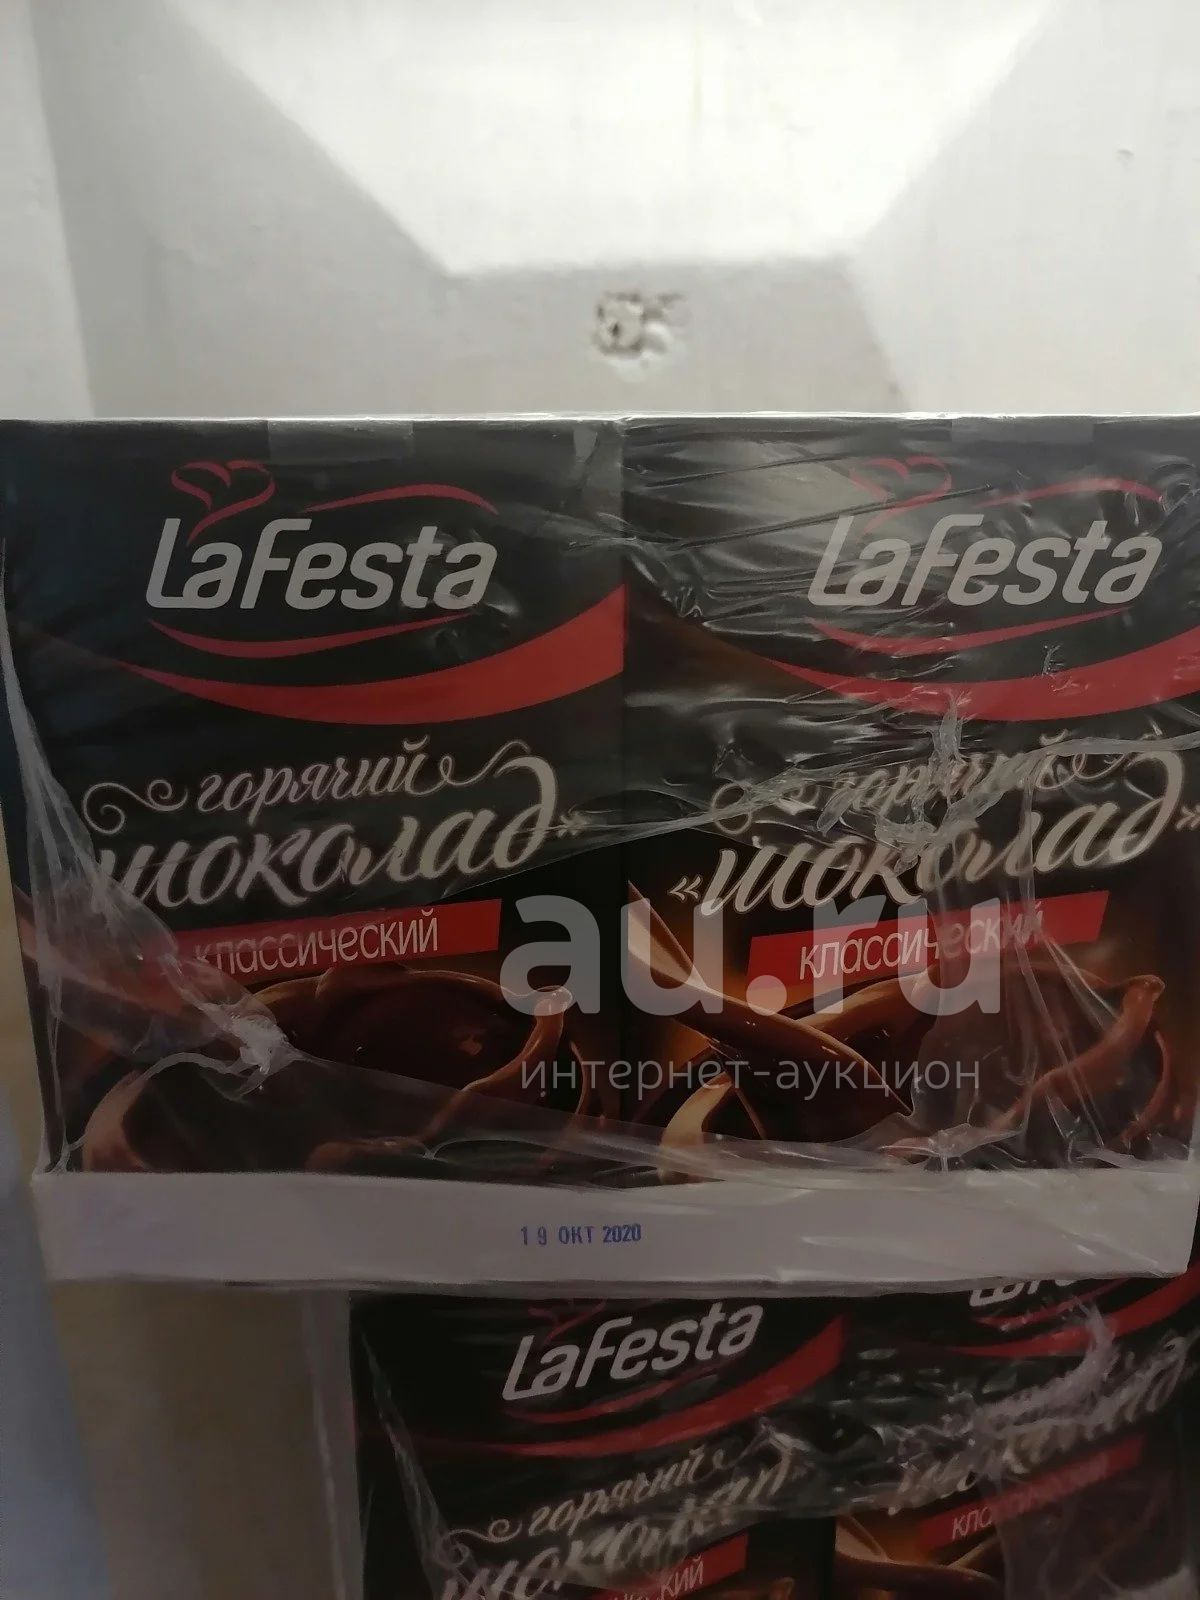 LaFesta
LaFesta
горячий
«шоколад»
классический
горячий
«шоколад»
классический
au.ru
интернет-аукцион
19 ОКТ 2020
LaFesta
горячий
шоколад»